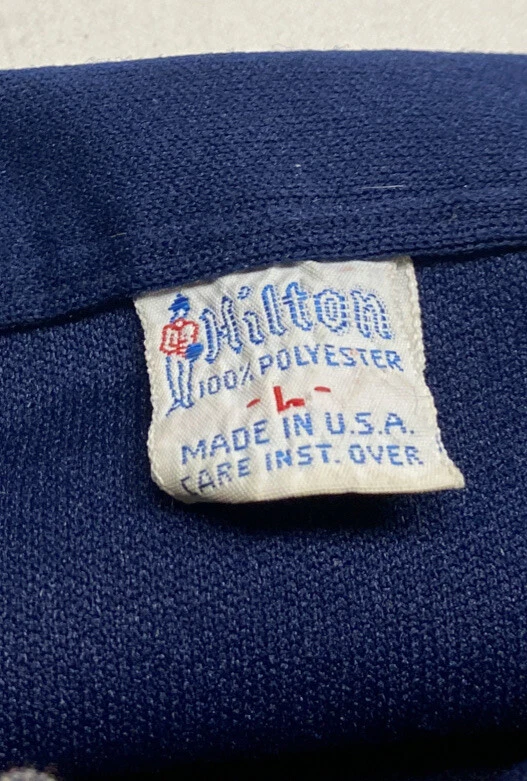 Hilton
100% POLYESTER
- L -
MADE IN U.S.A.
CARE INST. OVER